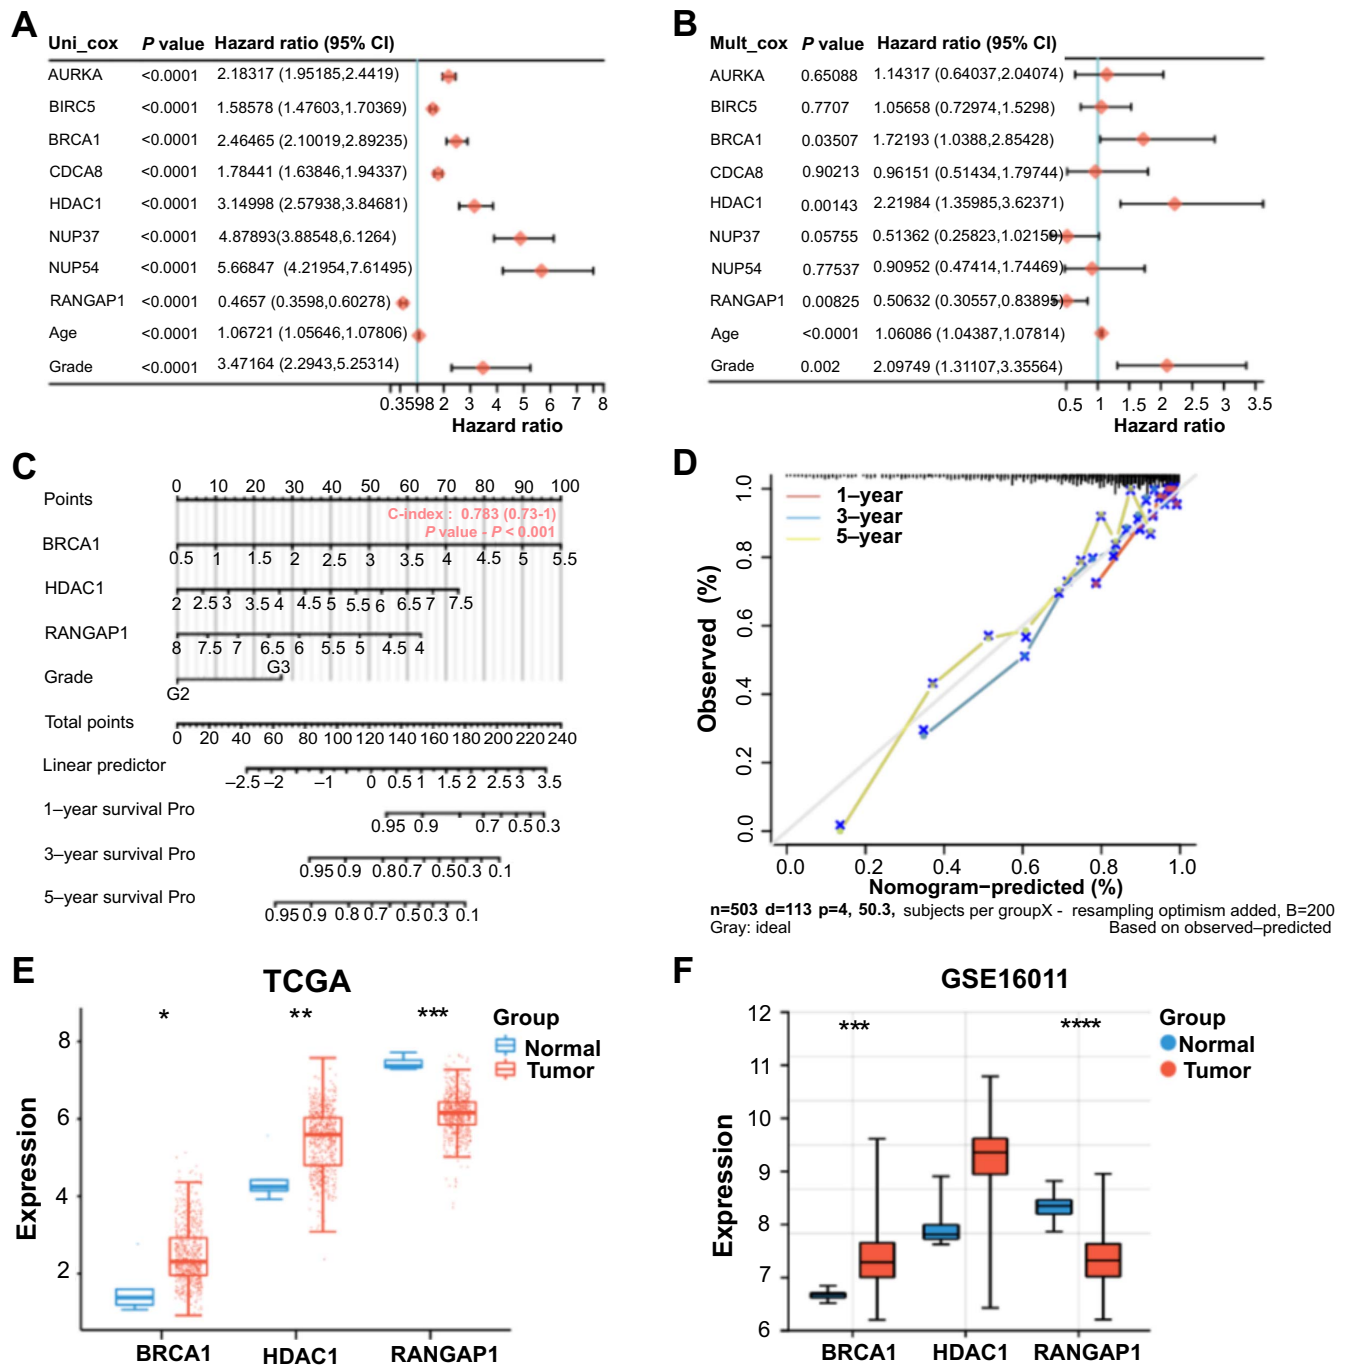 A
Uni_cox P value Hazard ratio (95% CI)
AURKA <0.0001 2.18317 (1.95185,2.4419)
BIRC5 <0.0001 1.58578 (1.47603,1.70369)
BRCA1 <0.0001 2.46465 (2.10019,2.89235)
CDCA8 <0.0001 1.78441 (1.63846,1.94337)
HDAC1 <0.0001 3.14998 (2.57938,3.84681)
NUP37 <0.0001 4.87893(3.88548,6.1264)
NUP54 <0.0001 5.66847 (4.21954,7.61495)
RANGAP1 <0.0001 0.4657 (0.3598,0.60278)
Age <0.0001 1.06721 (1.05646,1.07806)
Grade <0.0001 3.47164 (2.2943,5.25314)
0.3598 2 3 4 5 6 7 8
Hazard ratio
B
Mult_cox P value Hazard ratio (95% CI)
AURKA 0.65088 1.14317 (0.64037,2.04074)
BIRC5 0.7707 1.05658 (0.72974,1.5298)
BRCA1 0.03507 1.72193 (1.0388,2.85428)
CDCA8 0.90213 0.96151 (0.51434,1.79744)
HDAC1 0.00143 2.21984 (1.35985,3.62371)
NUP37 0.05755 0.51362 (0.25823,1.02159)
NUP54 0.77537 0.90952 (0.47414,1.74469)
RANGAP1 0.00825 0.50632 (0.30557,0.83895)
Age <0.0001 1.06086 (1.04387,1.07814)
Grade 0.002 2.09749 (1.31107,3.35564)
0.5 1 1.5 2 2.5 3 3.5
Hazard ratio
C
Points 0 10 20 30 40 50 60 70 80 90 100
C-index : 0.783 (0.73-1)
P value - P < 0.001
BRCA1
0.5 1 1.5 2 2.5 3 3.5 4 4.5 5 5.5
HDAC1
2 2.5 3 3.5 4 4.5 5 5.5 6 6.5 7 7.5
RANGAP1
8 7.5 7 6.5 6 5.5 5 4.5 4
G3
Grade
G2
Total points
0 20 40 60 80 100 120 140 160 180 200 220 240
Linear predictor
–2.5 –2 –1 0 0.5 1 1.5 2 2.5 3 3.5
1–year survival Pro
0.95 0.9 0.7 0.5 0.3
3–year survival Pro
0.95 0.9 0.8 0.7 0.5 0.3 0.1
5–year survival Pro
0.95 0.9 0.8 0.7 0.5 0.3 0.1
D
1–year
3–year
5–year
Observed (%)
1.0
0.8
0.6
0.4
0.2
0.0
0.0 0.2 0.4 0.6 0.8 1.0
Nomogram–predicted (%)
n=503 d=113 p=4, 50.3, subjects per groupX - resampling optimism added, B=200
Gray: ideal Based on observed–predicted
E
TCGA
* ** ***
Group
Normal
Tumor
Expression
8
6
4
2
BRCA1 HDAC1 RANGAP1
F
GSE16011
*** ****
Group
Normal
Tumor
Expression
12
11
10
9
8
7
6
BRCA1 HDAC1 RANGAP1